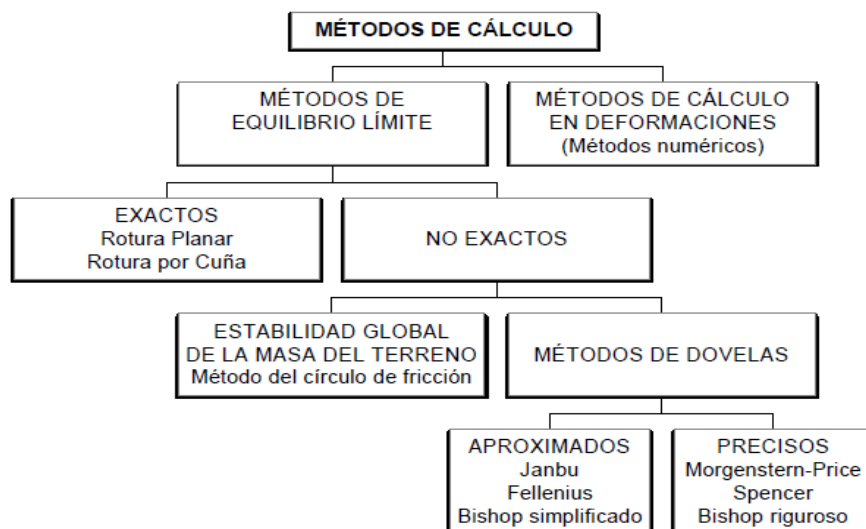 MÉTODOS DE CÁLCULO
MÉTODOS DE
EQUILIBRIO LÍMITE
MÉTODOS DE CÁLCULO
EN DEFORMACIONES
(Métodos numéricos)
EXACTOS
Rotura Planar
Rotura por Cuña
NO EXACTOS
ESTABILIDAD GLOBAL
DE LA MASA DEL TERRENO
Método del círculo de fricción
MÉTODOS DE DOVELAS
APROXIMADOS
Janbu
Fellenius
Bishop simplificado
PRECISOS
Morgenstern-Price
Spencer
Bishop riguroso